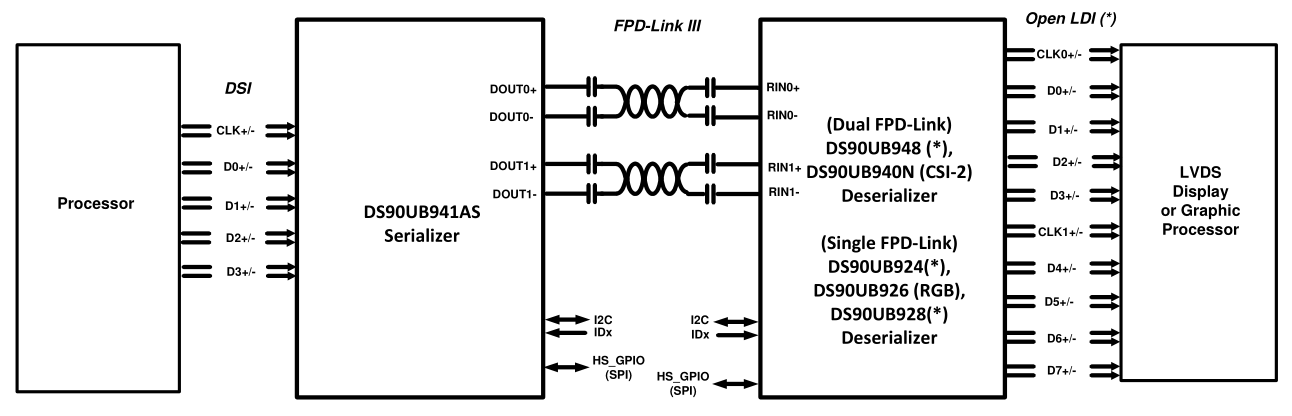 FPD-Link III
Open LDI (*)
DSI
Processor
CLK+/-
D0+/-
D1+/-
D2+/-
D3+/-
DS90UB941AS
Serializer
DOUT0+
DOUT0-
DOUT1+
DOUT1-
I2C
IDx
HS_GPIO
(SPI)
RIN0+
RIN0-
RIN1+
RIN1-
I2C
IDx
HS_GPIO
(SPI)
(Dual FPD-Link)
DS90UB948 (*),
DS90UB940N (CSI-2)
Deserializer
(Single FPD-Link)
DS90UB924(*),
DS90UB926 (RGB),
DS90UB928(*)
Deserializer
CLK0+/-
D0+/-
D1+/-
D2+/-
D3+/-
CLK1+/-
D4+/-
D5+/-
D6+/-
D7+/-
LVDS
Display
or Graphic
Processor